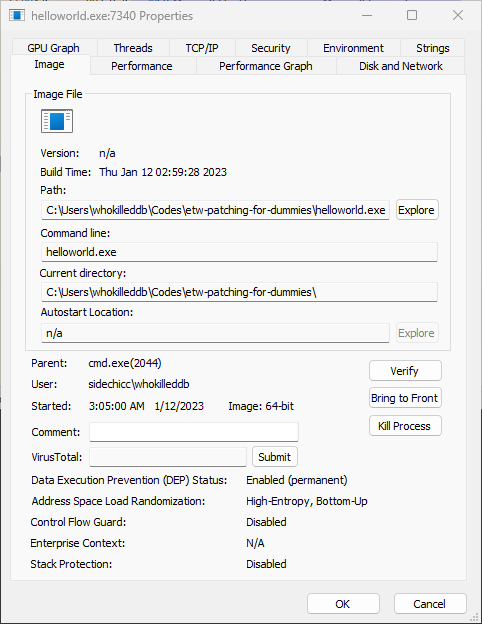 helloworld.exe:7340 Properties
GPU Graph Threads TCP/IP Security Environment Strings
Image Performance Performance Graph Disk and Network
Image File
Version: n/a
Build Time: Thu Jan 12 02:59:28 2023
Path:
C:\Users\whokilleddb\Codes\etw-patching-for-dummies\helloworld.exe Explore
Command line:
helloworld.exe
Current directory:
C:\Users\whokilleddb\Codes\etw-patching-for-dummies\
Autostart Location:
n/a Explore
Parent: cmd.exe(2044)
Verify
User: sidechicc\whokilleddb
Bring to Front
Started: 3:05:00 AM 1/12/2023 Image: 64-bit
Kill Process
Comment:
VirusTotal: Submit
Data Execution Prevention (DEP) Status: Enabled (permanent)
Address Space Load Randomization: High-Entropy, Bottom-Up
Control Flow Guard: Disabled
Enterprise Context: N/A
Stack Protection: Disabled
OK Cancel